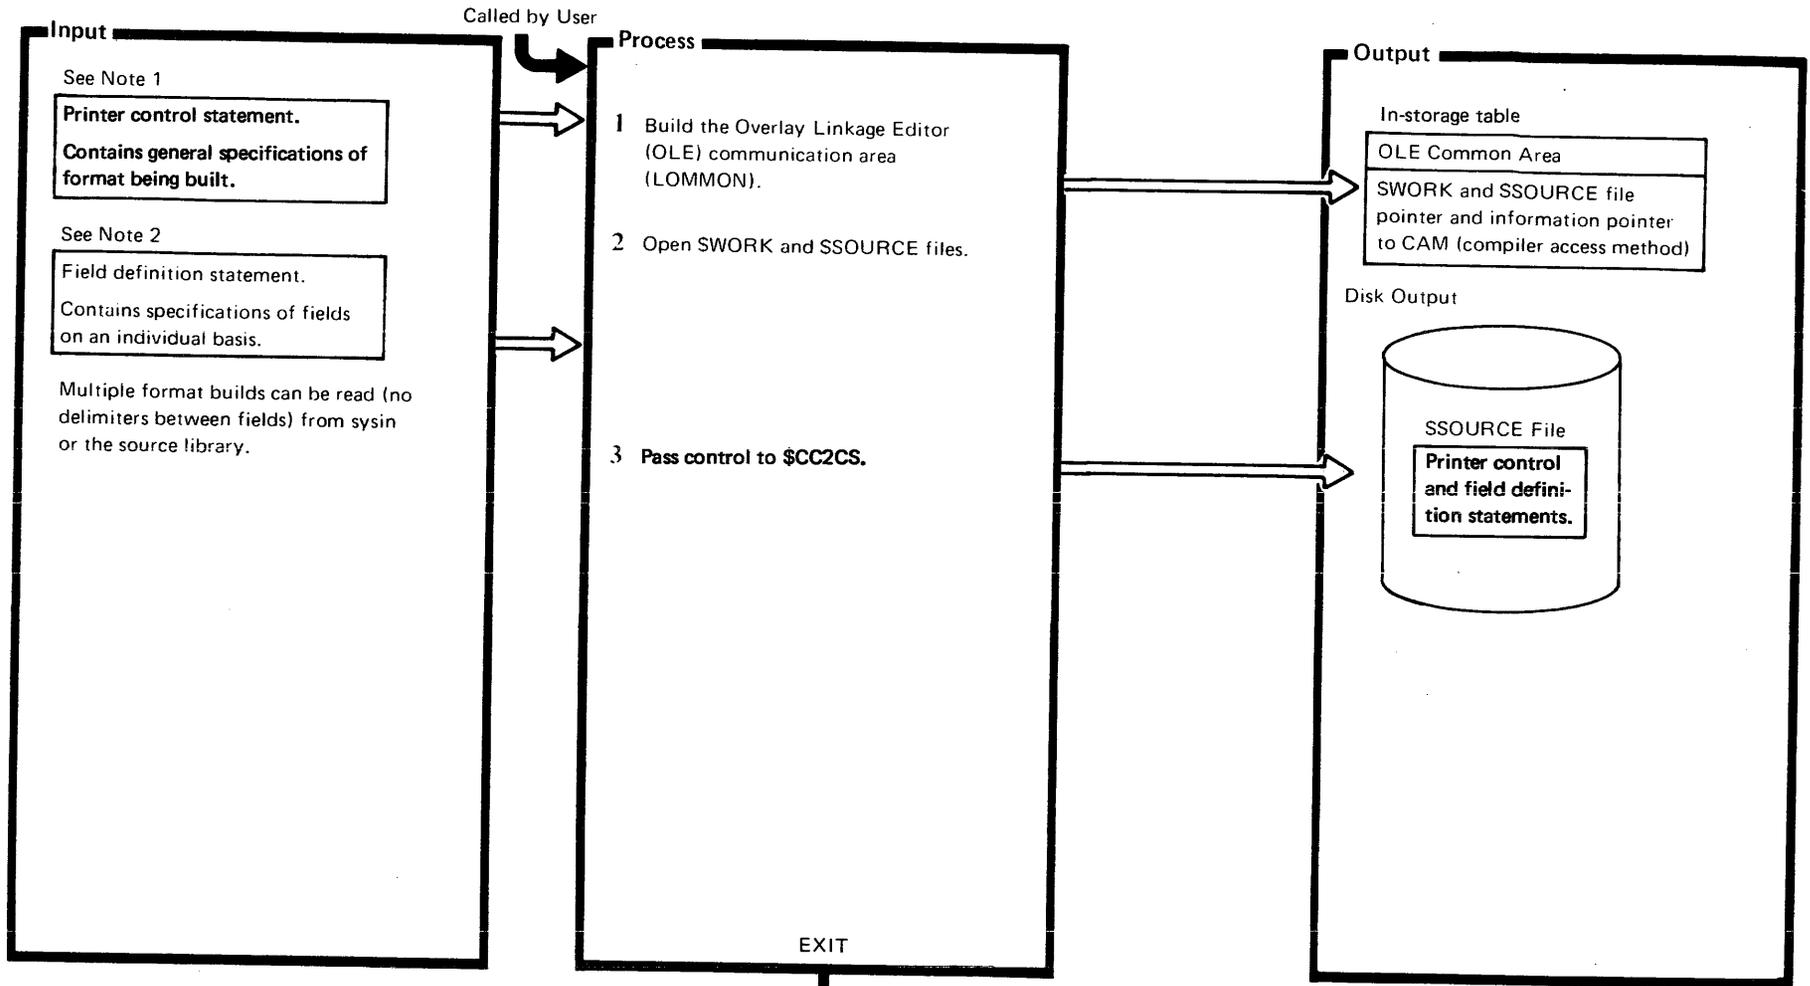 Called by User
Input
See Note 1
Printer control statement.
Contains general specifications of
format being built.
See Note 2
Field definition statement.
Contains specifications of fields
on an individual basis.
Multiple format builds can be read (no
delimiters between fields) from sysin
or the source library.
Process
1 Build the Overlay Linkage Editor
(OLE) communication area
(LOMMON).
2 Open SWORK and SSOURCE files.
3 Pass control to $CC2CS.
EXIT
Output
In-storage table
OLE Common Area
SWORK and SSOURCE file
pointer and information pointer
to CAM (compiler access method)
Disk Output
SSOURCE File
Printer control
and field defini-
tion statements.